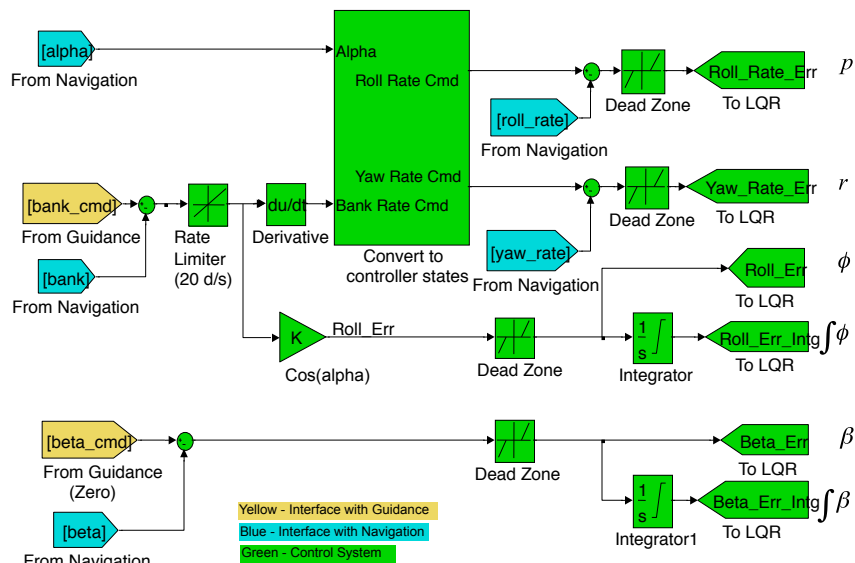 [alpha]
From Navigation
Alpha
Roll Rate Cmd
Yaw Rate Cmd
Bank Rate Cmd
Convert to
controller states
+-
[roll_rate]
From Navigation
Dead Zone
Roll_Rate_Err
To LQR
p
+-
[yaw_rate]
From Navigation
Dead Zone
Yaw_Rate_Err
To LQR
r
[bank_cmd]
From Guidance
+-
[bank]
From Navigation
Rate
Limiter
(20 d/s)
du/dt
Derivative
K
Cos(alpha)
Roll_Err
Dead Zone
Roll_Err
To LQR
ϕ
1
s
Integrator
Roll_Err_Intg
To LQR
∫ϕ
[beta_cmd]
From Guidance
(Zero)
+-
[beta]
From Navigation
Dead Zone
Beta_Err
To LQR
β
1
s
Integrator1
Beta_Err_Intg
To LQR
∫β
Yellow - Interface with Guidance
Blue - Interface with Navigation
Green - Control System